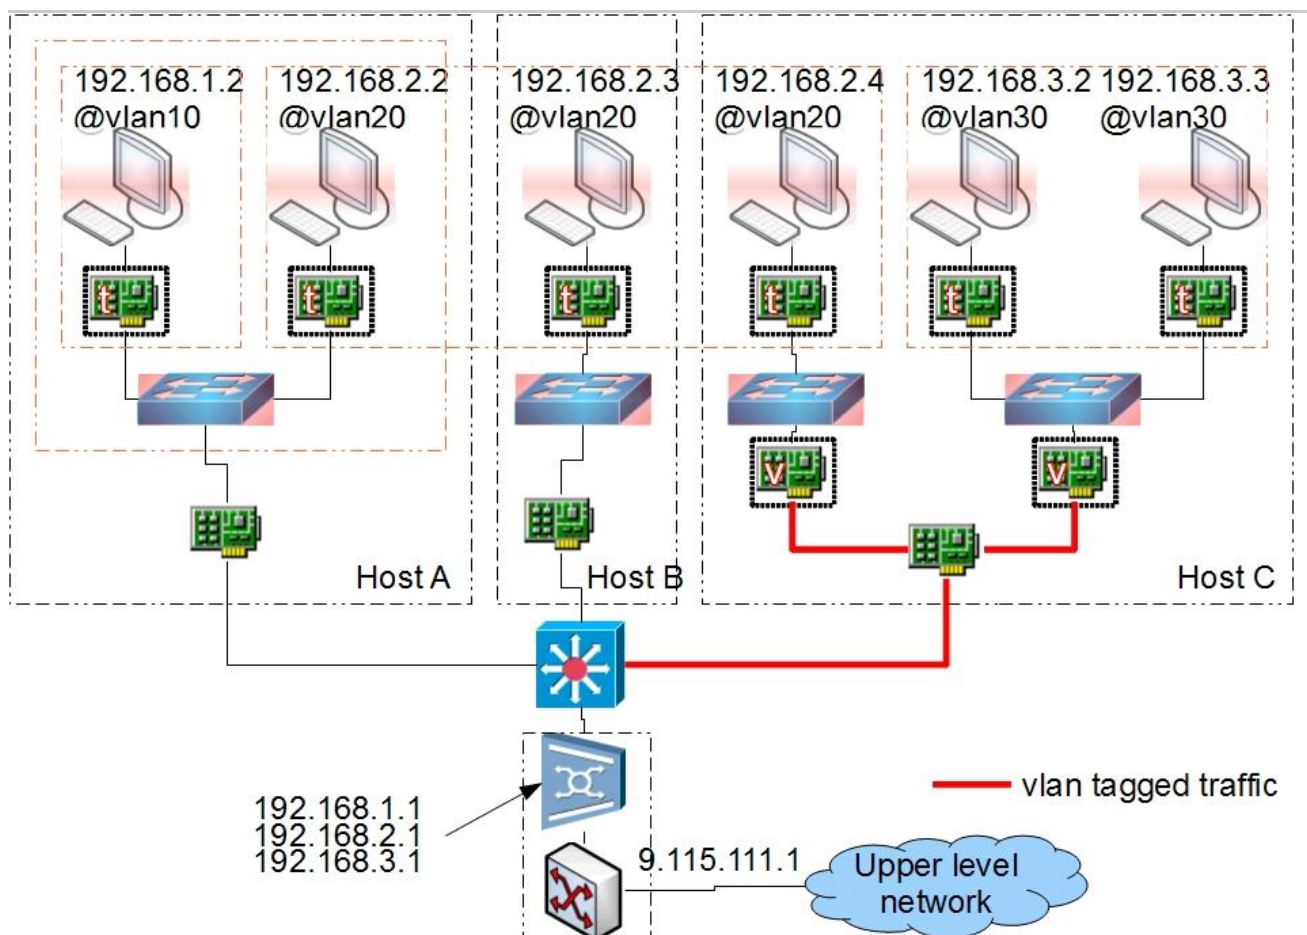 192.168.1.2
@vlan10
192.168.2.2
@vlan20
192.168.2.3
@vlan20
192.168.2.4
@vlan20
192.168.3.2
@vlan30
192.168.3.3
@vlan30
t
t
t
t
t
t
v
v
Host A
Host B
Host C
vlan tagged traffic
192.168.1.1
192.168.2.1
192.168.3.1
9.115.111.1
Upper level
network